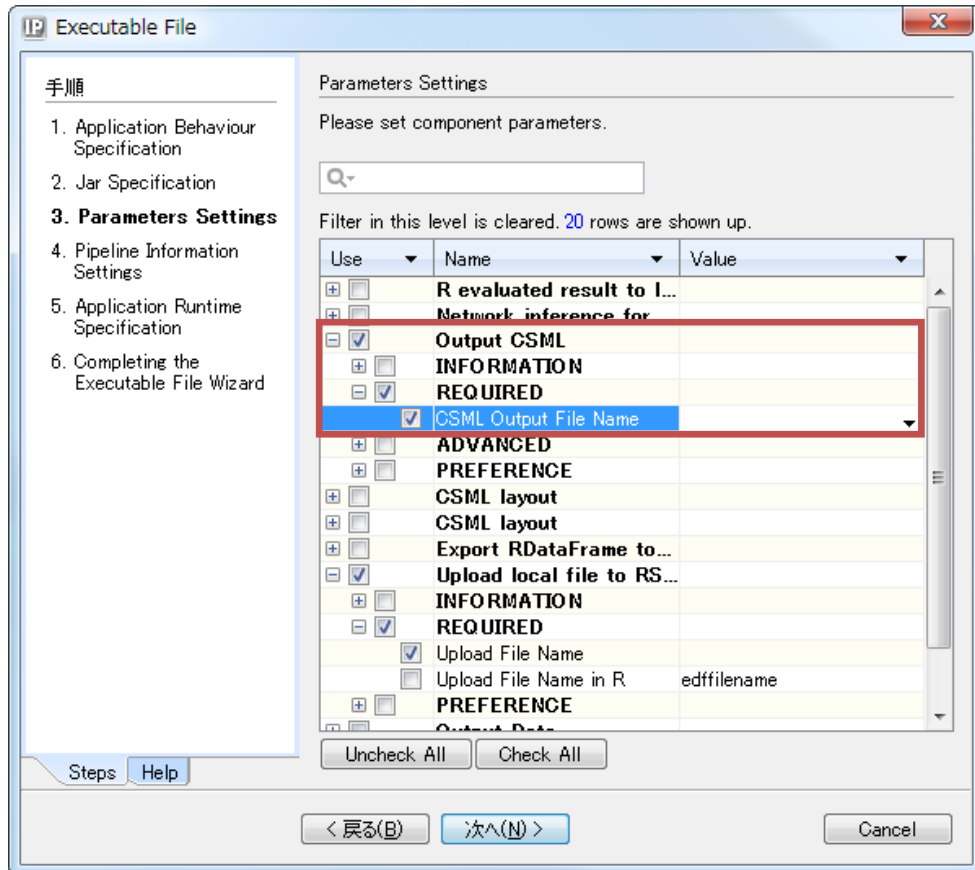 Executable File
手順
1. Application Behaviour
Specification
2. Jar Specification
3. Parameters Settings
4. Pipeline Information
Settings
5. Application Runtime
Specification
6. Completing the
Executable File Wizard
Steps
Help
Parameters Settings
Please set component parameters.
Filter in this level is cleared. 20 rows are shown up.
Use Name Value
R evaluated result to I...
Network inference for
Output CSML
INFORMATION
REQUIRED
CSML Output File Name
ADVANCED
PREFERENCE
CSML layout
CSML layout
Export RDataFrame to...
Upload local file to RS...
INFORMATION
REQUIRED
Upload File Name
Upload File Name in R edffilename
PREFERENCE
Output Data
Uncheck All Check All
< 戻る(B) 次へ(N) > Cancel